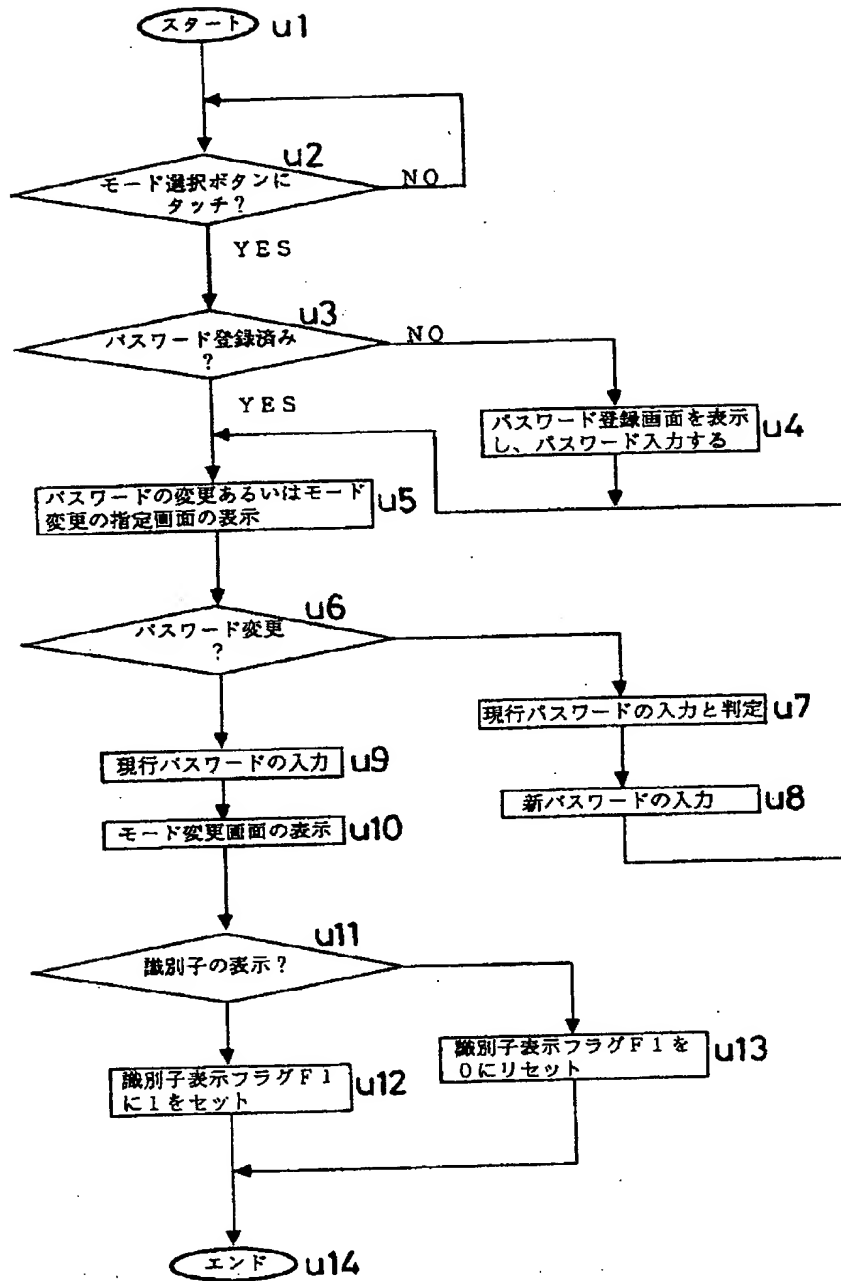 スタート u1
u2
モード選択ボタンに
タッチ?
NO
YES
u3
パスワード登録済み
?
NO
YES
パスワード登録画面を表示
し、パスワード入力する
u4
パスワードの変更あるいはモード
変更の指定画面の表示
u5
u6
パスワード変更
?
現行パスワードの入力と判定 u7
新パスワードの入力 u8
現行パスワードの入力 u9
モード変更画面の表示 u10
u11
識別子の表示?
識別子表示フラグF1
に1をセット
u12
識別子表示フラグF1を
0にリセット
u13
エンド u14